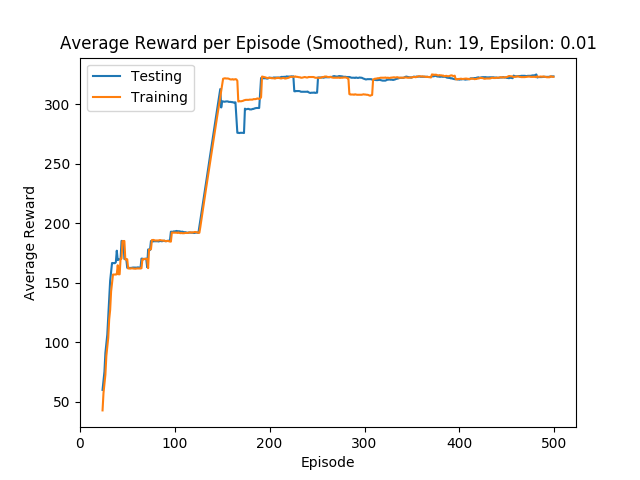 Average Reward per Episode (Smoothed), Run: 19, Epsilon: 0.01
Testing
Training
Average Reward
300
250
200
150
100
50
0 100 200 300 400 500
Episode